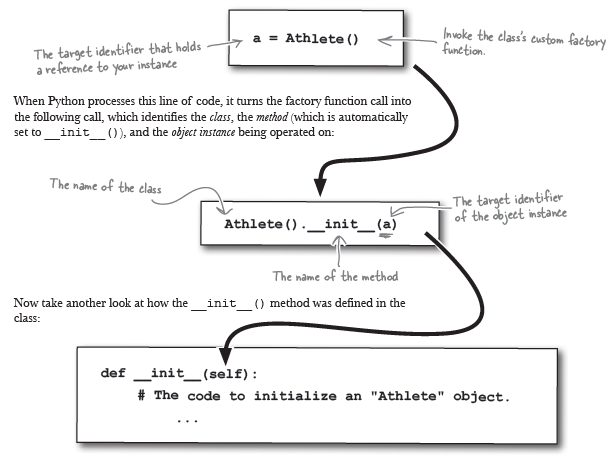 a = Athlete()
The target identifier that holds
a reference to your instance
Invoke the class's custom factory
function.
When Python processes this line of code, it turns the factory function call into
the following call, which identifies the class, the method (which is automatically
set to __init__()), and the object instance being operated on:
The name of the class
The target identifier
of the object instance
Athlete().__init__(a)
The name of the method
Now take another look at how the __init__() method was defined in the
class:
def __init__(self):
# The code to initialize an "Athlete" object.
...